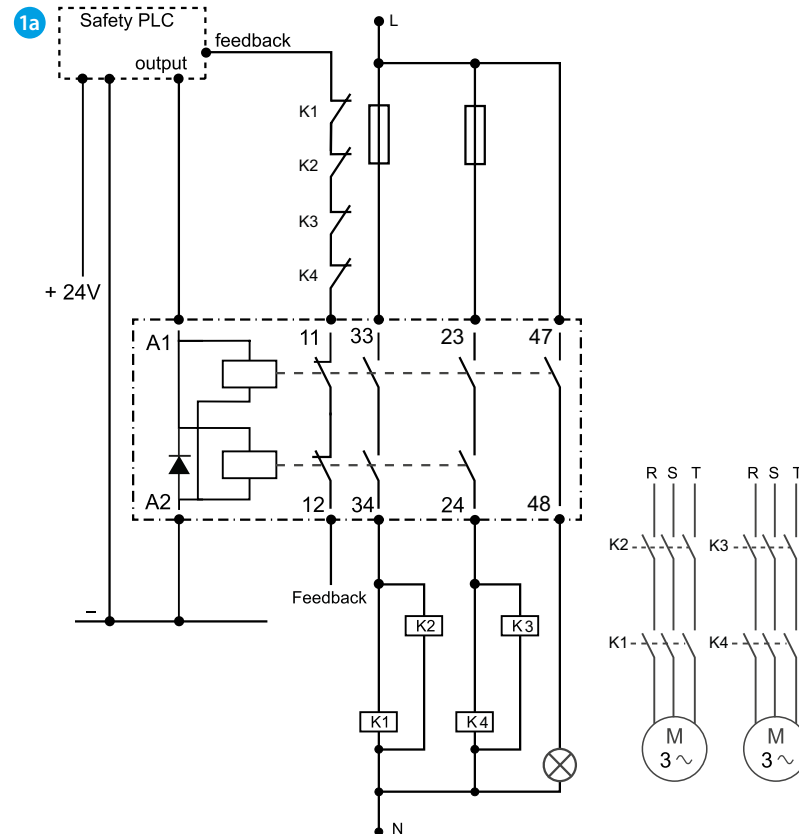 1a
Safety PLC
output
feedback
L
K1
K2
K3
K4
+ 24V
A1
11
33
23
47
A2
12
34
24
48
–
Feedback
K2
K3
K1
K4
N
R S T
R S T
K2
K3
K1
K4
M
3
M
3